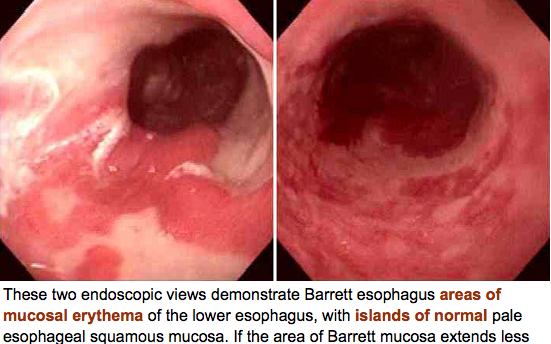 These two endoscopic views demonstrate Barrett esophagus areas of
mucosal erythema of the lower esophagus, with islands of normal pale
esophageal squamous mucosa. If the area of Barrett mucosa extends less